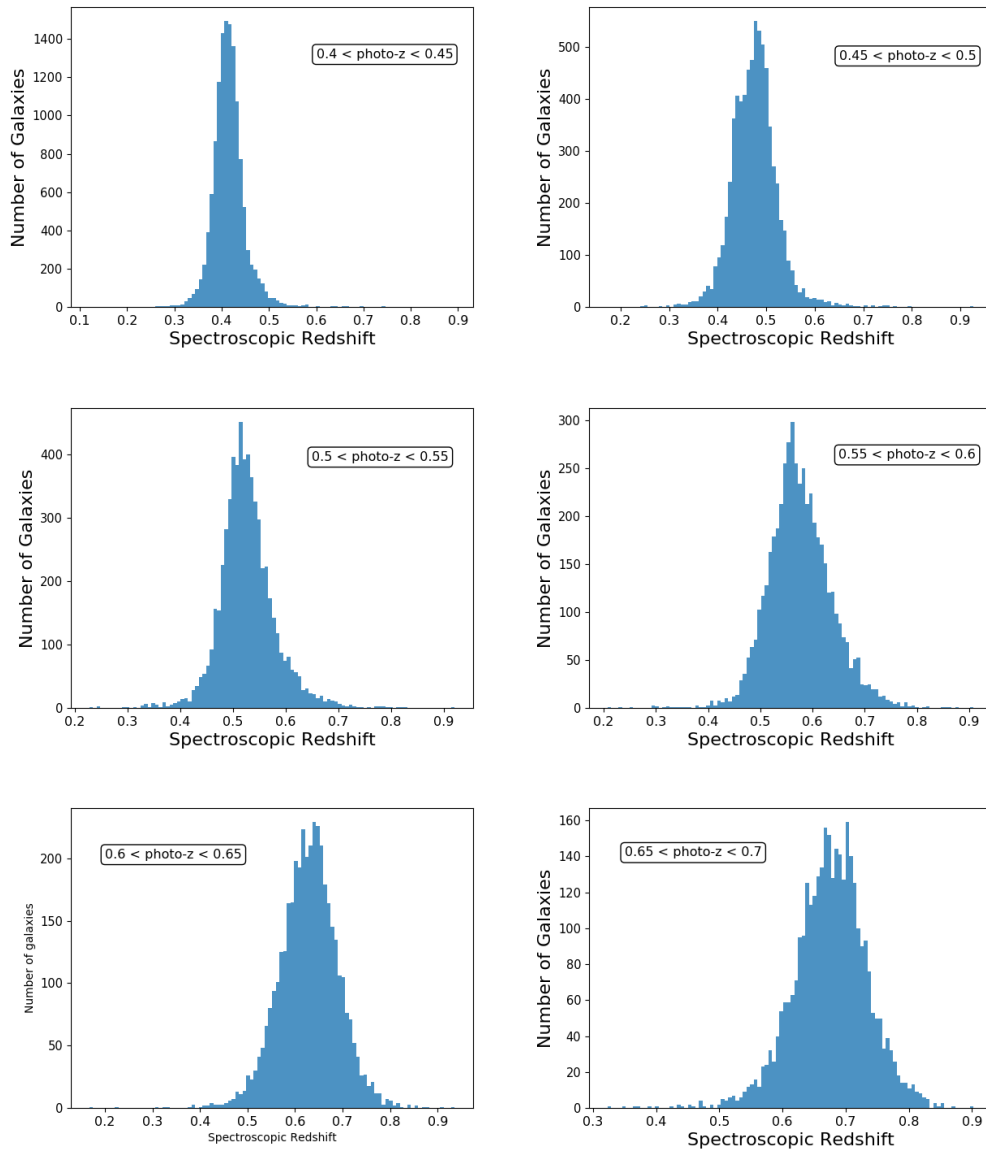 1400
1200
1000
800
600
400
200
0
Number of Galaxies
0.4 < photo-z < 0.45
0.1 0.2 0.3 0.4 0.5 0.6 0.7 0.8 0.9
Spectroscopic Redshift
500
400
300
200
100
0
Number of Galaxies
0.45 < photo-z < 0.5
0.2 0.3 0.4 0.5 0.6 0.7 0.8 0.9
Spectroscopic Redshift
400
300
200
100
0
Number of Galaxies
0.5 < photo-z < 0.55
0.2 0.3 0.4 0.5 0.6 0.7 0.8 0.9
Spectroscopic Redshift
300
250
200
150
100
50
0
Number of Galaxies
0.55 < photo-z < 0.6
0.2 0.3 0.4 0.5 0.6 0.7 0.8 0.9
Spectroscopic Redshift
200
150
100
50
0
Number of galaxies
0.6 < photo-z < 0.65
0.2 0.3 0.4 0.5 0.6 0.7 0.8 0.9
Spectroscopic Redshift
160
140
120
100
80
60
40
20
0
Number of Galaxies
0.65 < photo-z < 0.7
0.3 0.4 0.5 0.6 0.7 0.8 0.9
Spectroscopic Redshift